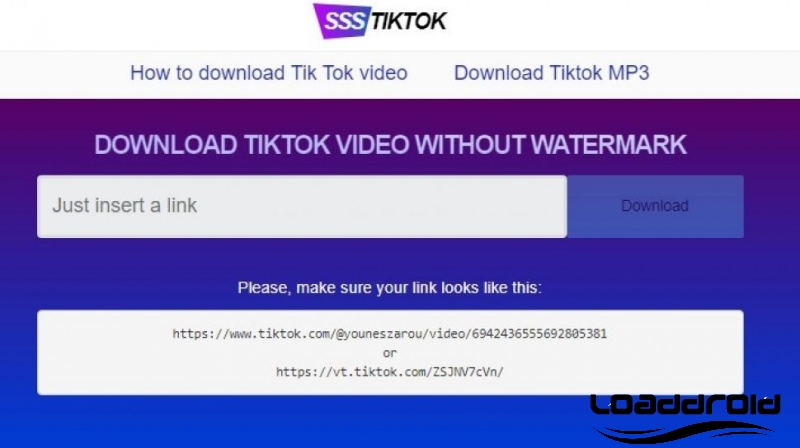 SSSTIKTOK
How to download Tik Tok video Download Tiktok MP3
DOWNLOAD TIKTOK VIDEO WITHOUT WATERMARK
Just insert a link Download
Please, make sure your link looks like this:
https://www.tiktok.com/@youneszarou/video/6942436555692805381
or
https://vt.tiktok.com/ZSJNV7cVn/
Loaddroid